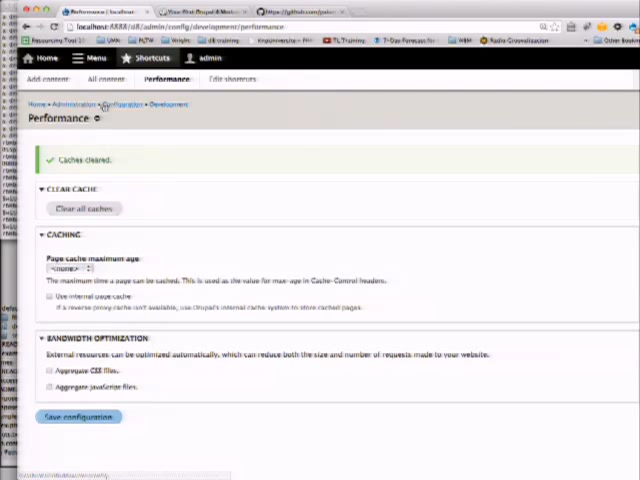 Performance | localhost
https://github.com/
localhost:8888/d8/admin/config/development/performance
Home Menu Shortcuts admin
Add content All content Performance Edit shortcuts
Home » Administration » Configuration » Development
Performance
Caches cleared.
CLEAR CACHE
Clear all caches
CACHING
Page cache maximum age
<none>
The maximum time a page can be cached. This is used as the value for max-age in Cache-Control headers.
Use internal page cache
If a reverse proxy cache isn't available, use Drupal's internal cache system to store cached pages.
BANDWIDTH OPTIMIZATION
External resources can be optimized automatically, which can reduce both the size and number of requests made to your website.
Aggregate CSS files.
Aggregate JavaScript files.
Save configuration